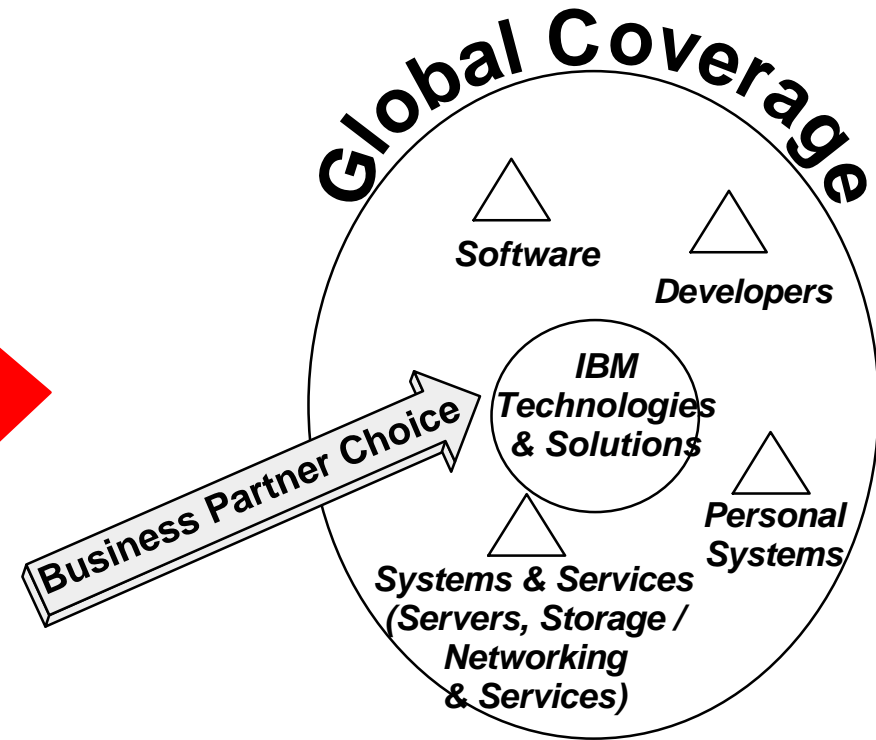 Global Coverage
Software
Developers
IBM
Technologies
& Solutions
Business Partner Choice
Personal
Systems
Systems & Services
(Servers, Storage /
Networking
& Services)